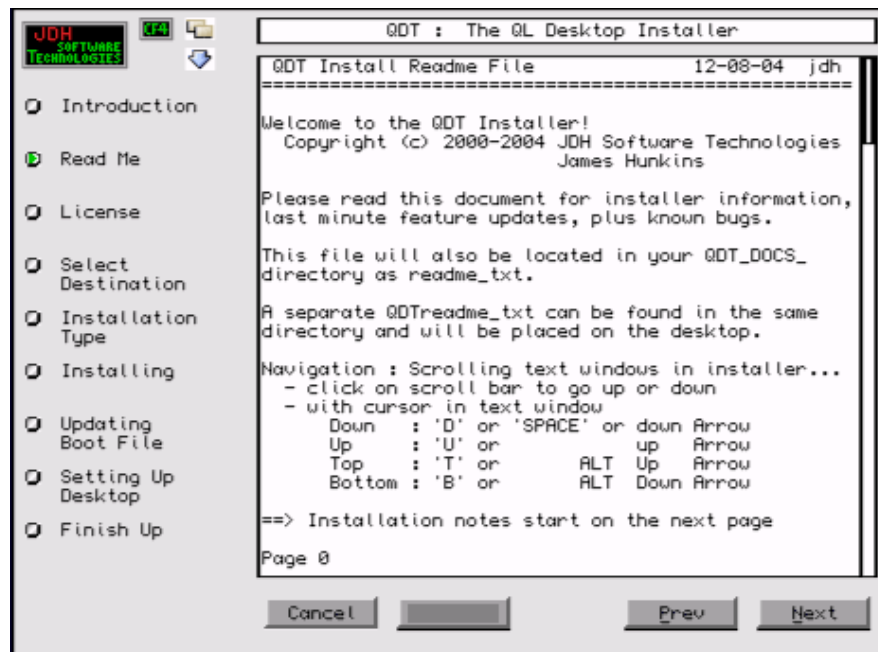 JDH
SOFTWARE
TECHNOLOGIES
CF4
Introduction
Read Me
License
Select
Destination
Installation
Type
Installing
Updating
Boot File
Setting Up
Desktop
Finish Up
QDT : The QL Desktop Installer
QDT Install Readme File 12-08-04 jdh
====================================================
Welcome to the QDT Installer!
Copyright (c) 2000-2004 JDH Software Technologies
James Hunkins
Please read this document for installer information,
last minute feature updates, plus known bugs.
This file will also be located in your QDT_DOCS_
directory as readme_txt.
A separate QDTreadme_txt can be found in the same
directory and will be placed on the desktop.
Navigation : Scrolling text windows in installer...
- click on scroll bar to go up or down
- with cursor in text window
Down : 'D' or 'SPACE' or down Arrow
Up : 'U' or up Arrow
Top : 'T' or ALT Up Arrow
Bottom : 'B' or ALT Down Arrow
==> Installation notes start on the next page
Page 0
Cancel
Prev
Next